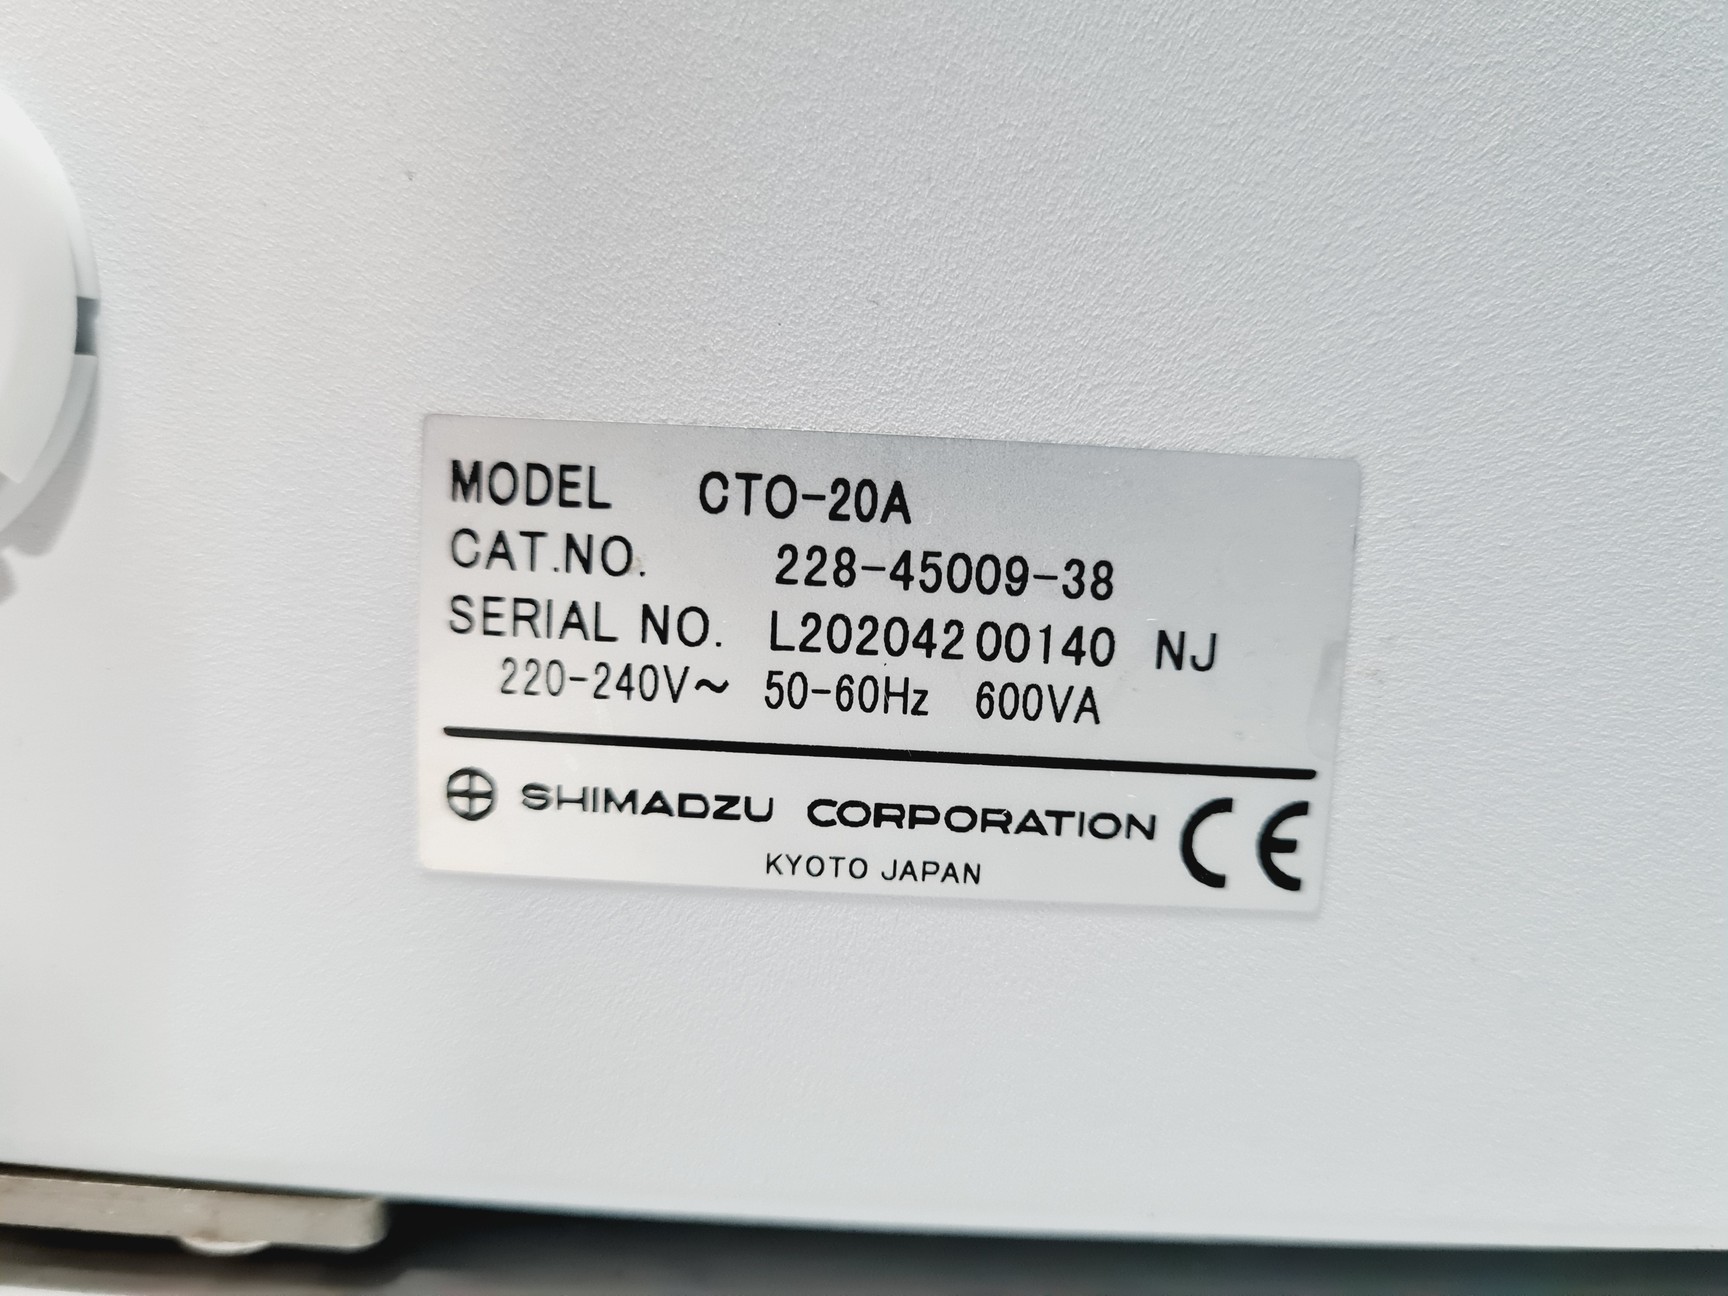 MODEL CTO-20A
CAT.NO. 228-45009-38
SERIAL NO. L20204200140 NJ
220-240V~ 50-60Hz 600VA
SHIMADZU CORPORATION CE
KYOTO JAPAN